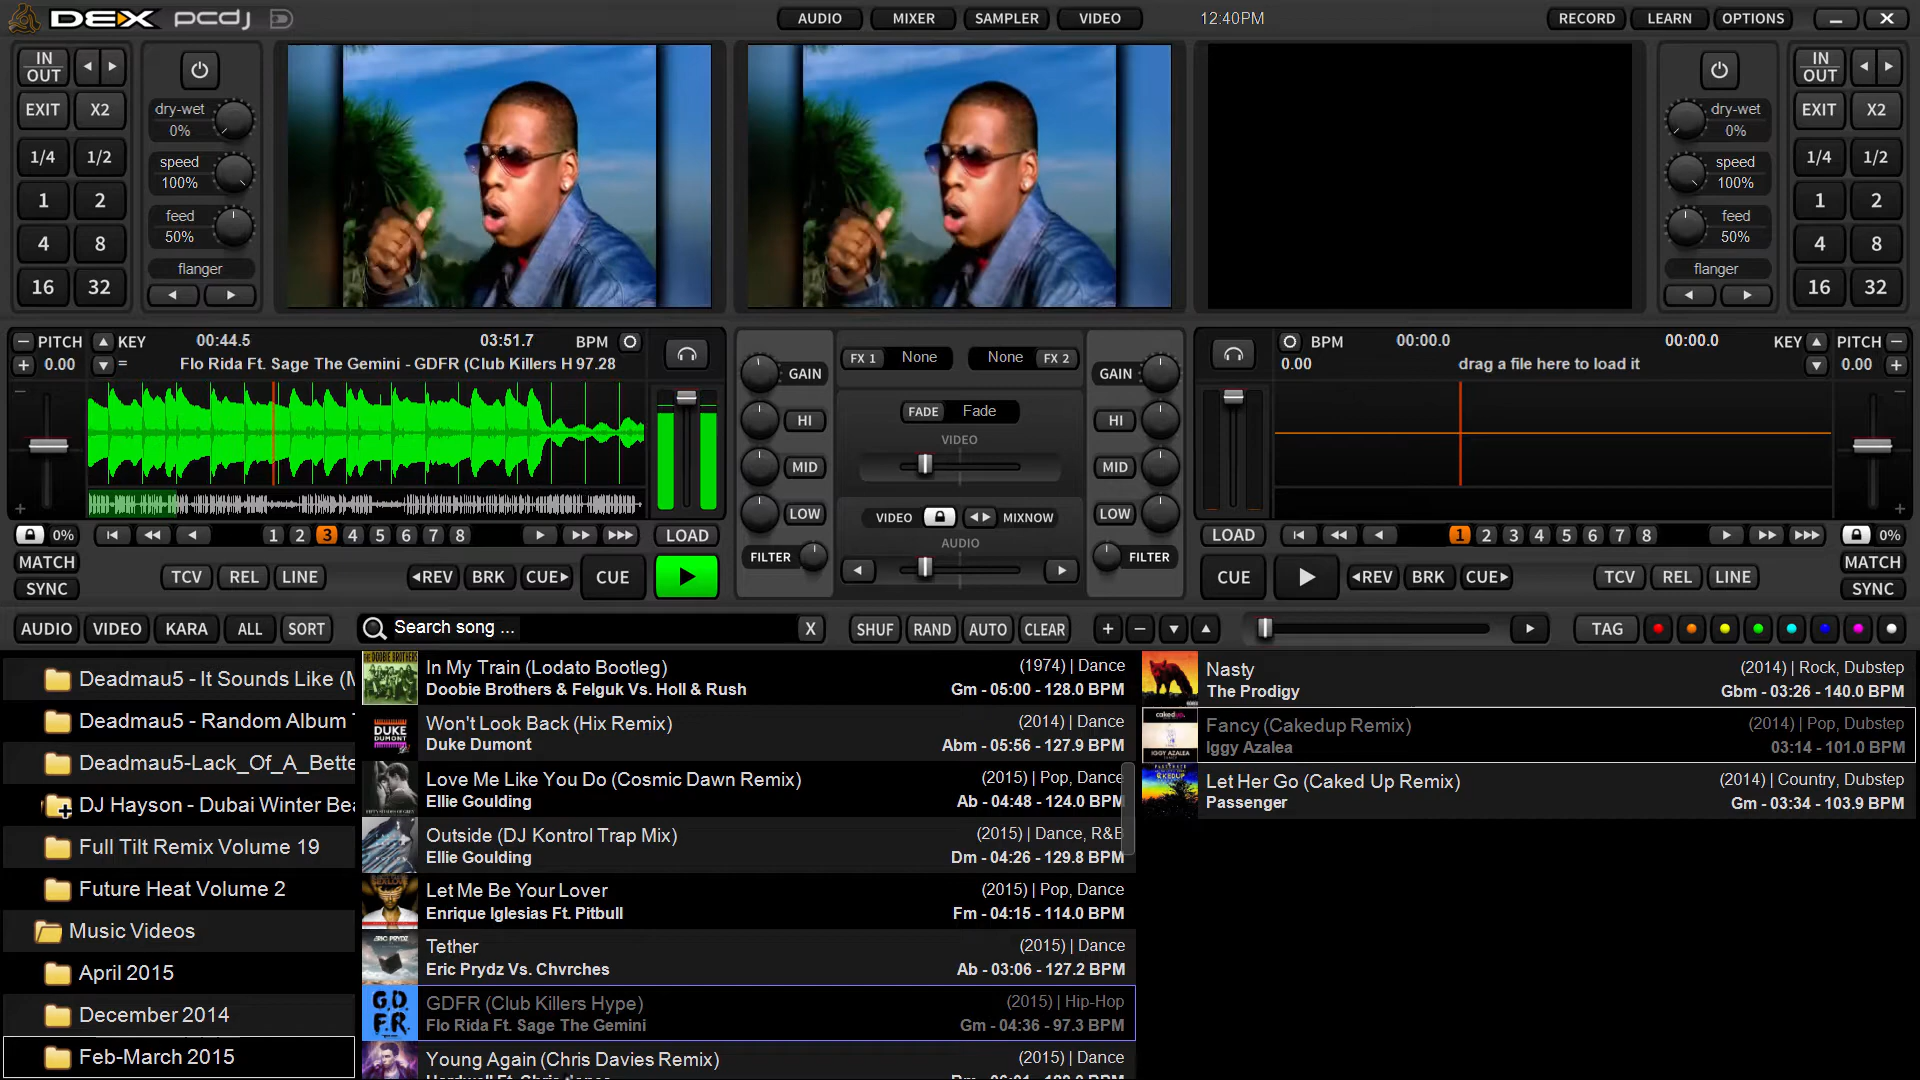 DEX pcdj
AUDIO MIXER SAMPLER VIDEO 12:40PM RECORD LEARN OPTIONS
IN OUT
EXIT X2
1/4 1/2
1 2
4 8
16 32
dry-wet
0%
speed
100%
feed
50%
flanger
dry-wet
0%
speed
100%
feed
50%
flanger
IN OUT
EXIT X2
1/4 1/2
1 2
4 8
16 32
PITCH KEY 00:44.5 03:51.7 BPM
0.00 = Flo Rida Ft. Sage The Gemini - GDFR (Club Killers H 97.28
0%
1 2 3 4 5 6 7 8
LOAD
MATCH
SYNC
TCV REL LINE REV BRK CUE CUE
GAIN
HI
MID
LOW
FILTER
FX 1 None None FX 2
FADE Fade
VIDEO
VIDEO MIXNOW
AUDIO
GAIN
HI
MID
LOW
FILTER
BPM 00:00.0 00:00.0 KEY PITCH
0.00 drag a file here to load it 0.00
LOAD
1 2 3 4 5 6 7 8
0%
MATCH
SYNC
CUE REV BRK CUE TCV REL LINE
AUDIO VIDEO KARA ALL SORT Search song ... X SHUF RAND AUTO CLEAR + − TAG
Deadmau5 - It Sounds Like (M
Deadmau5 - Random Album
Deadmau5-Lack_Of_A_Bette
DJ Hayson - Dubai Winter Bea
Full Tilt Remix Volume 19
Future Heat Volume 2
Music Videos
April 2015
December 2014
Feb-March 2015
In My Train (Lodato Bootleg) (1974) | Dance
Doobie Brothers & Felguk Vs. Holl & Rush Gm - 05:00 - 128.0 BPM
Won't Look Back (Hix Remix) (2014) | Dance
Duke Dumont Abm - 05:56 - 127.9 BPM
Love Me Like You Do (Cosmic Dawn Remix) (2015) | Pop, Dance
Ellie Goulding Ab - 04:48 - 124.0 BPM
Outside (DJ Kontrol Trap Mix) (2015) | Dance, R&B
Ellie Goulding Dm - 04:26 - 129.8 BPM
Let Me Be Your Lover (2015) | Pop, Dance
Enrique Iglesias Ft. Pitbull Fm - 04:15 - 114.0 BPM
Tether (2015) | Dance
Eric Prydz Vs. Chvrches Ab - 03:06 - 127.2 BPM
GDFR (Club Killers Hype) (2015) | Hip-Hop
Flo Rida Ft. Sage The Gemini Gm - 04:36 - 97.3 BPM
Young Again (Chris Davies Remix) (2015) | Dance
Nasty (2014) | Rock, Dubstep
The Prodigy Gbm - 03:26 - 140.0 BPM
Fancy (Cakedup Remix) (2014) | Pop, Dubstep
Iggy Azalea 03:14 - 101.0 BPM
Let Her Go (Caked Up Remix) (2014) | Country, Dubstep
Passenger Gm - 03:34 - 103.9 BPM
THE DOOBIE BROTHERS
DUKE DUMONT
ERIC PRYDZ
G.D.
F.R.
IGGY AZALEA